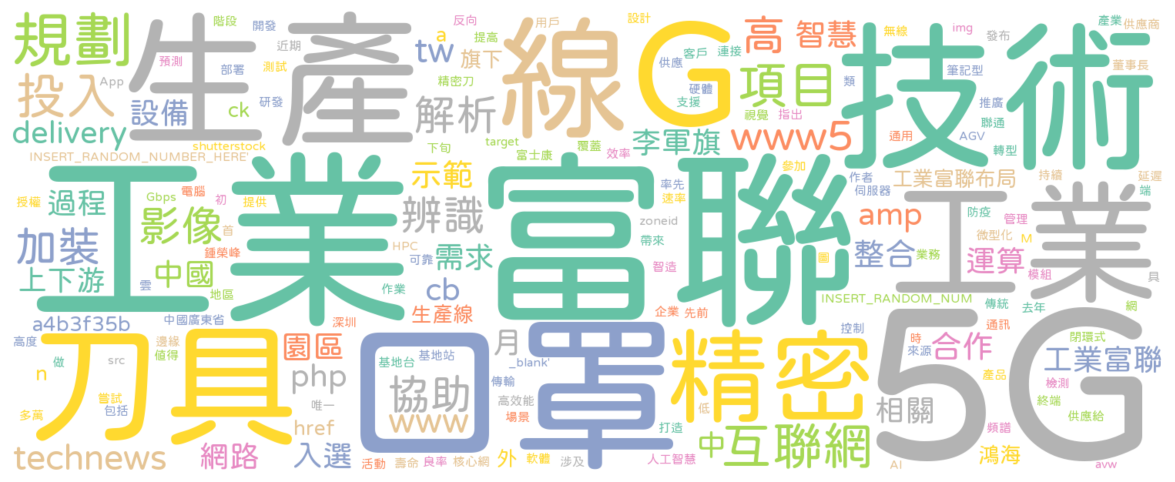 規劃
生產
線
G
高
智慧
技術
階段
開發
近期
預測
App
部署
測試
研發
投入
設備
ck
delivery
shutterstock
INSERT_RANDOM_NUMBER_HERE'
tw
a
旗下
反向
提高
精密刀
解析
用戶
設計
供應
客戶
連接
硬體
支援
項目
視覺
指出
無線
img
發布
筆記型
類
推廣
聯通
通用
AGV
轉型
產業
供應商
董事長
下旬
target
富士康
覆蓋
效率
李軍旗
www5
工業富聯
工業
授權
過程
Gbps
電腦
初
提供
影像
首
鍾榮峰
加裝
上下游
中國
雲
地區
示範
辨識
HPC
可靠
需求
作業
cb
生產線
率先
速率
zoneid
帶來
智造
企業
先前
參加
作者
伺服器
工業富聯布局
持續
延遲
端
amp
防疫
管理
微型化
M
整合
業務
圖
運算
模組
具
INSERT_RANDOM_NUM
傳統
去年
網
a4b3f35b
中國廣東省
深圳
高度
做
src
邊緣
值得
園區
n
嘗試
包括
多萬
刀具
php
唯一
href
technews
網路
入選
基地台
基地站
協助
www
口罩
月
_blank'
傳輸
高效能
場景
活動
壽命
良率
核心網
外
軟體
涉及
打造
人工智慧
低
精密
中
互聯網
控制
時
來源
合作
通訊
產品
相關
頻譜
AI
鴻海
5G
閉環式
工業富聯
檢測
終端
供應給
avw